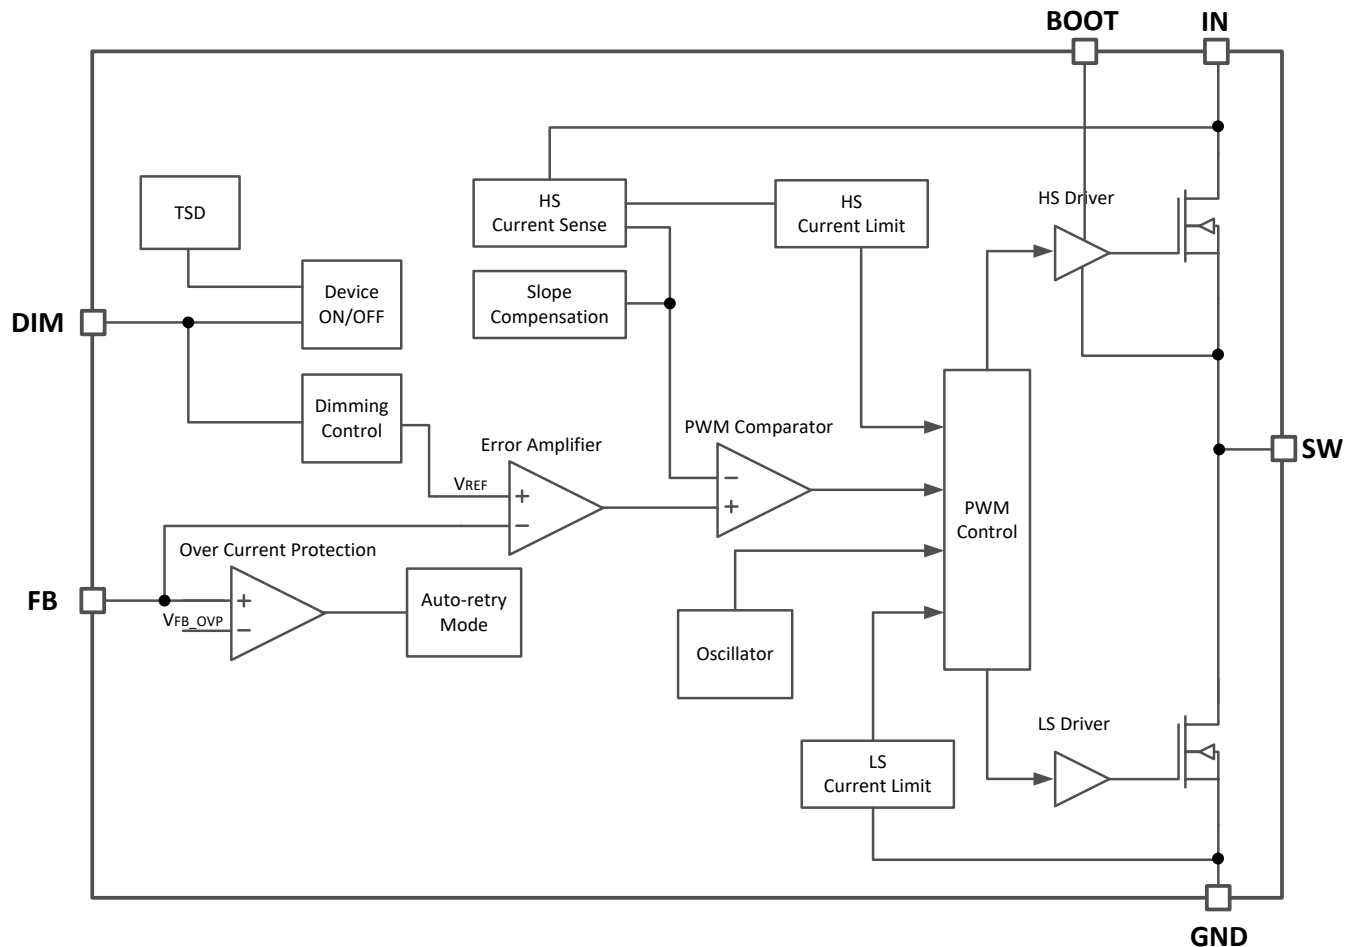 BOOT
IN
TSD
HS
Current Sense
HS
Current Limit
HS Driver
Device
ON/OFF
Slope
Compensation
DIM
Dimming
Control
Error Amplifier
PWM Comparator
VREF
+
−
−
+
SW
PWM
Control
Over Current Protection
FB
+
VFB_OVP
−
Auto-retry
Mode
Oscillator
LS Driver
LS
Current Limit
GND